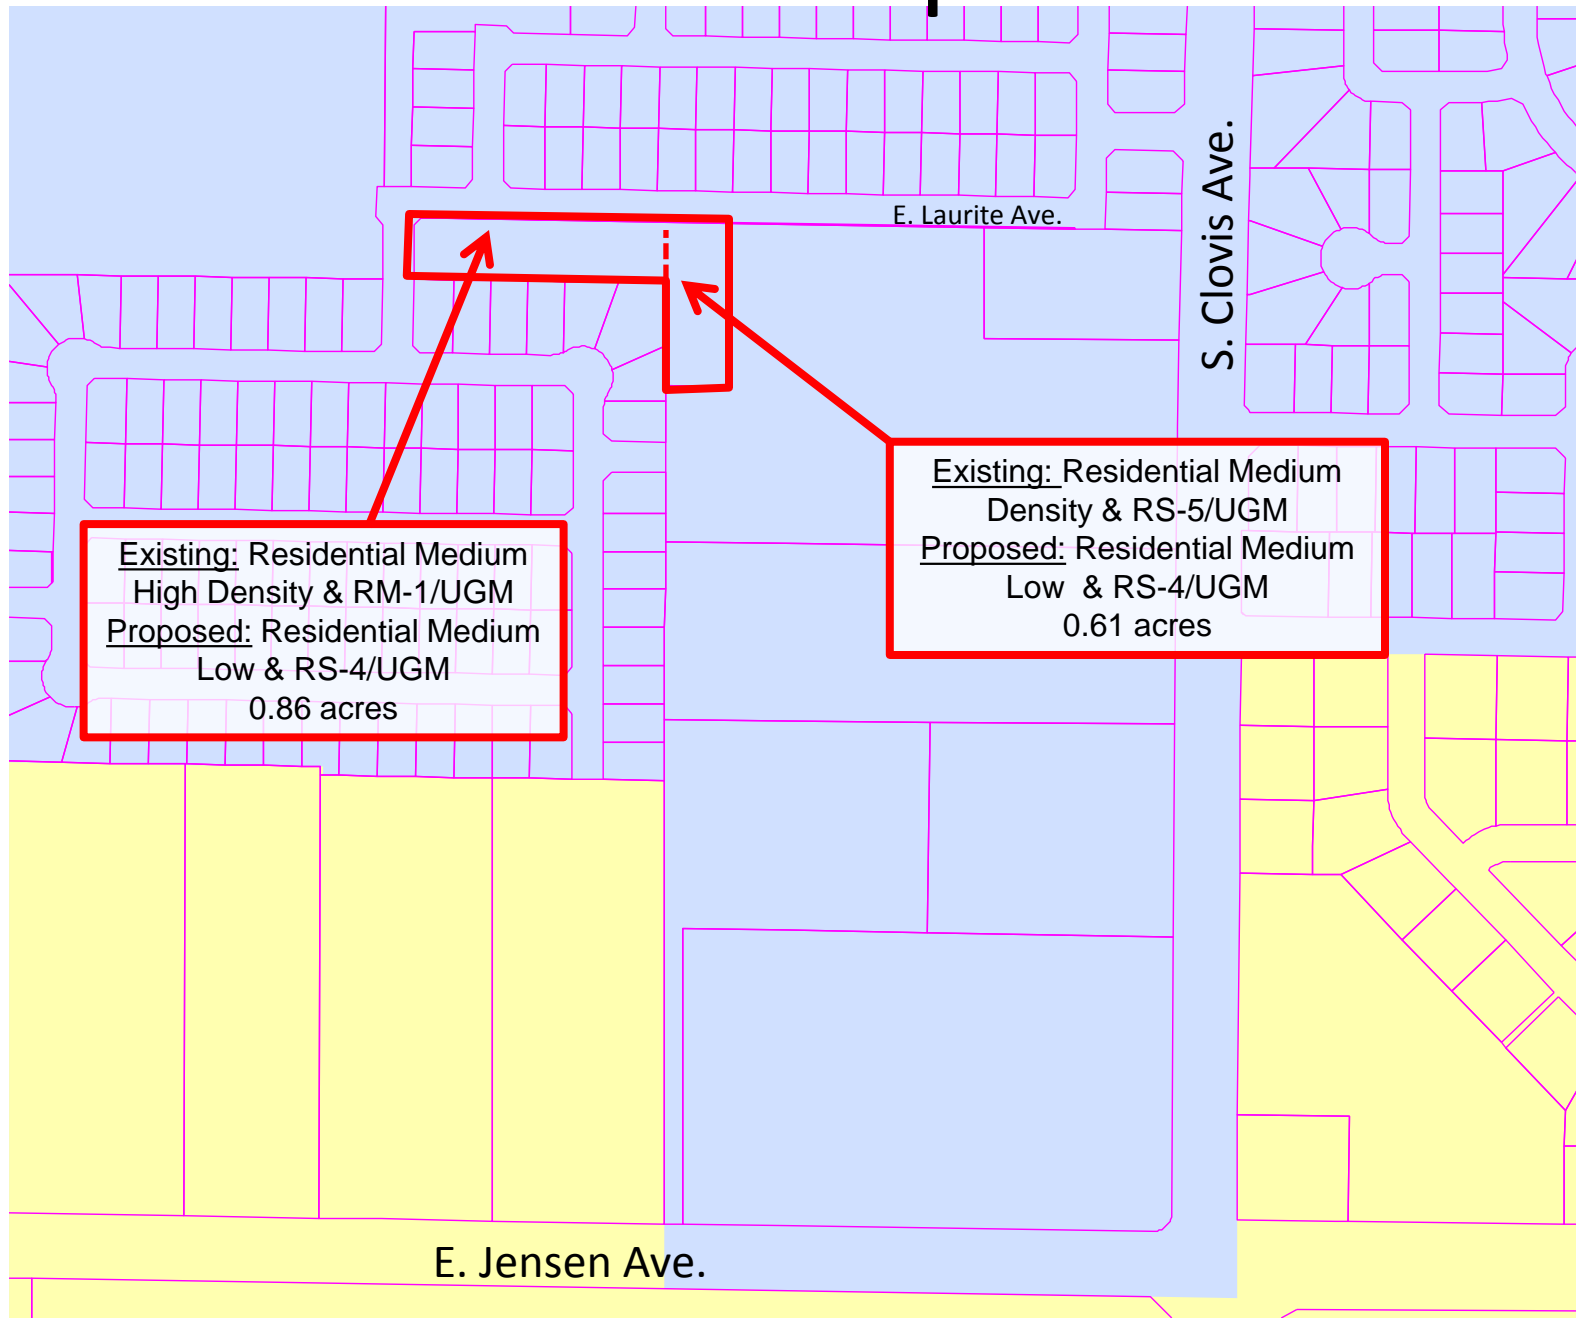 E. Laurite Ave.
S. Clovis Ave.
Existing: Residential Medium
Density & RS-5/UGM
Proposed: Residential Medium
Low & RS-4/UGM
0.61 acres
Existing: Residential Medium
High Density & RM-1/UGM
Proposed: Residential Medium
Low & RS-4/UGM
0.86 acres
E. Jensen Ave.